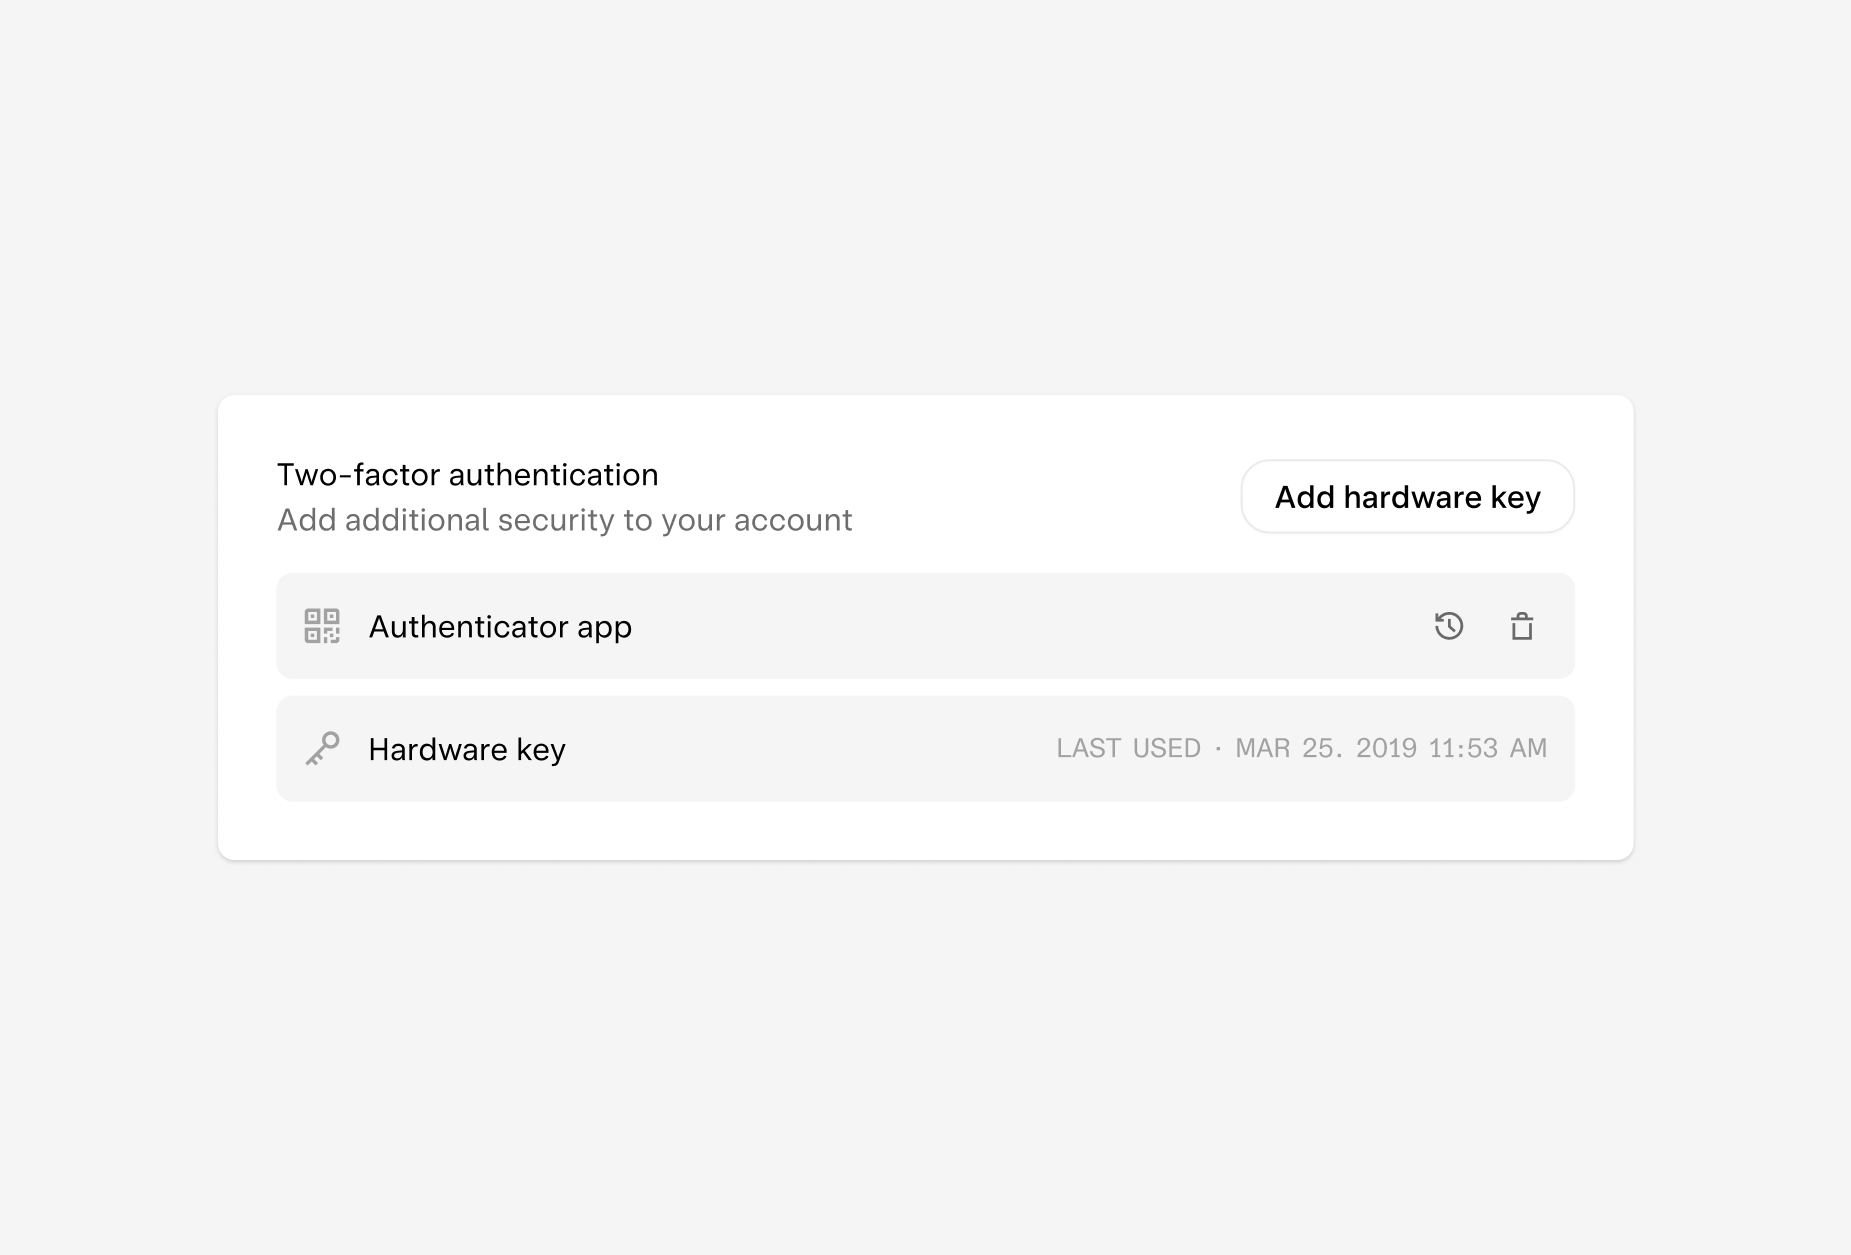 Two-factor authentication
Add additional security to your account
Add hardware key
Authenticator app
Hardware key
LAST USED · MAR 25. 2019 11:53 AM